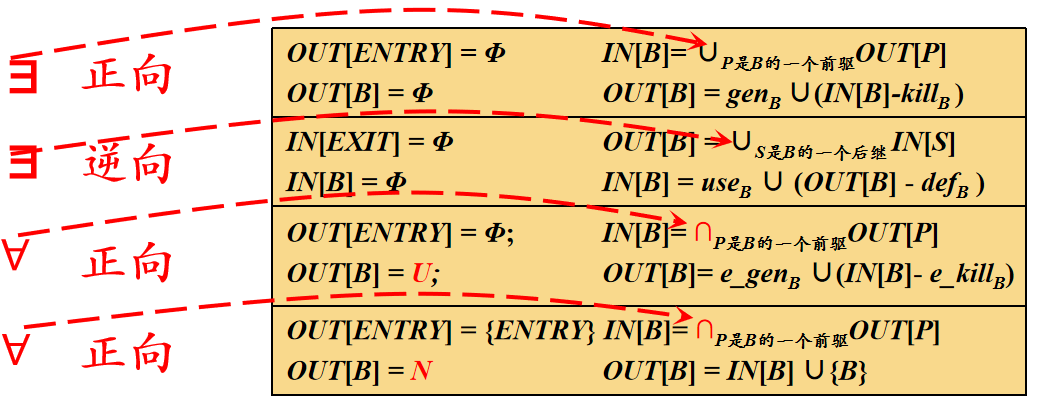 ∃ 正向
OUT[ENTRY] = Φ IN[B]= ∪P是B的一个前驱OUT[P]
OUT[B] = Φ OUT[B] = genB ∪(IN[B]-killB )
∃ 逆向
IN[EXIT] = Φ OUT[B] = ∪S是B的一个后继IN[S]
IN[B] = Φ IN[B] = useB ∪ (OUT[B] - defB )
∀ 正向
OUT[ENTRY] = Φ; IN[B]= ∩P是B的一个前驱OUT[P]
OUT[B] = U; OUT[B]= e_genB ∪(IN[B]- e_killB)
∀ 正向
OUT[ENTRY] = {ENTRY} IN[B]= ∩P是B的一个前驱OUT[P]
OUT[B] = N OUT[B] = IN[B] ∪{B}